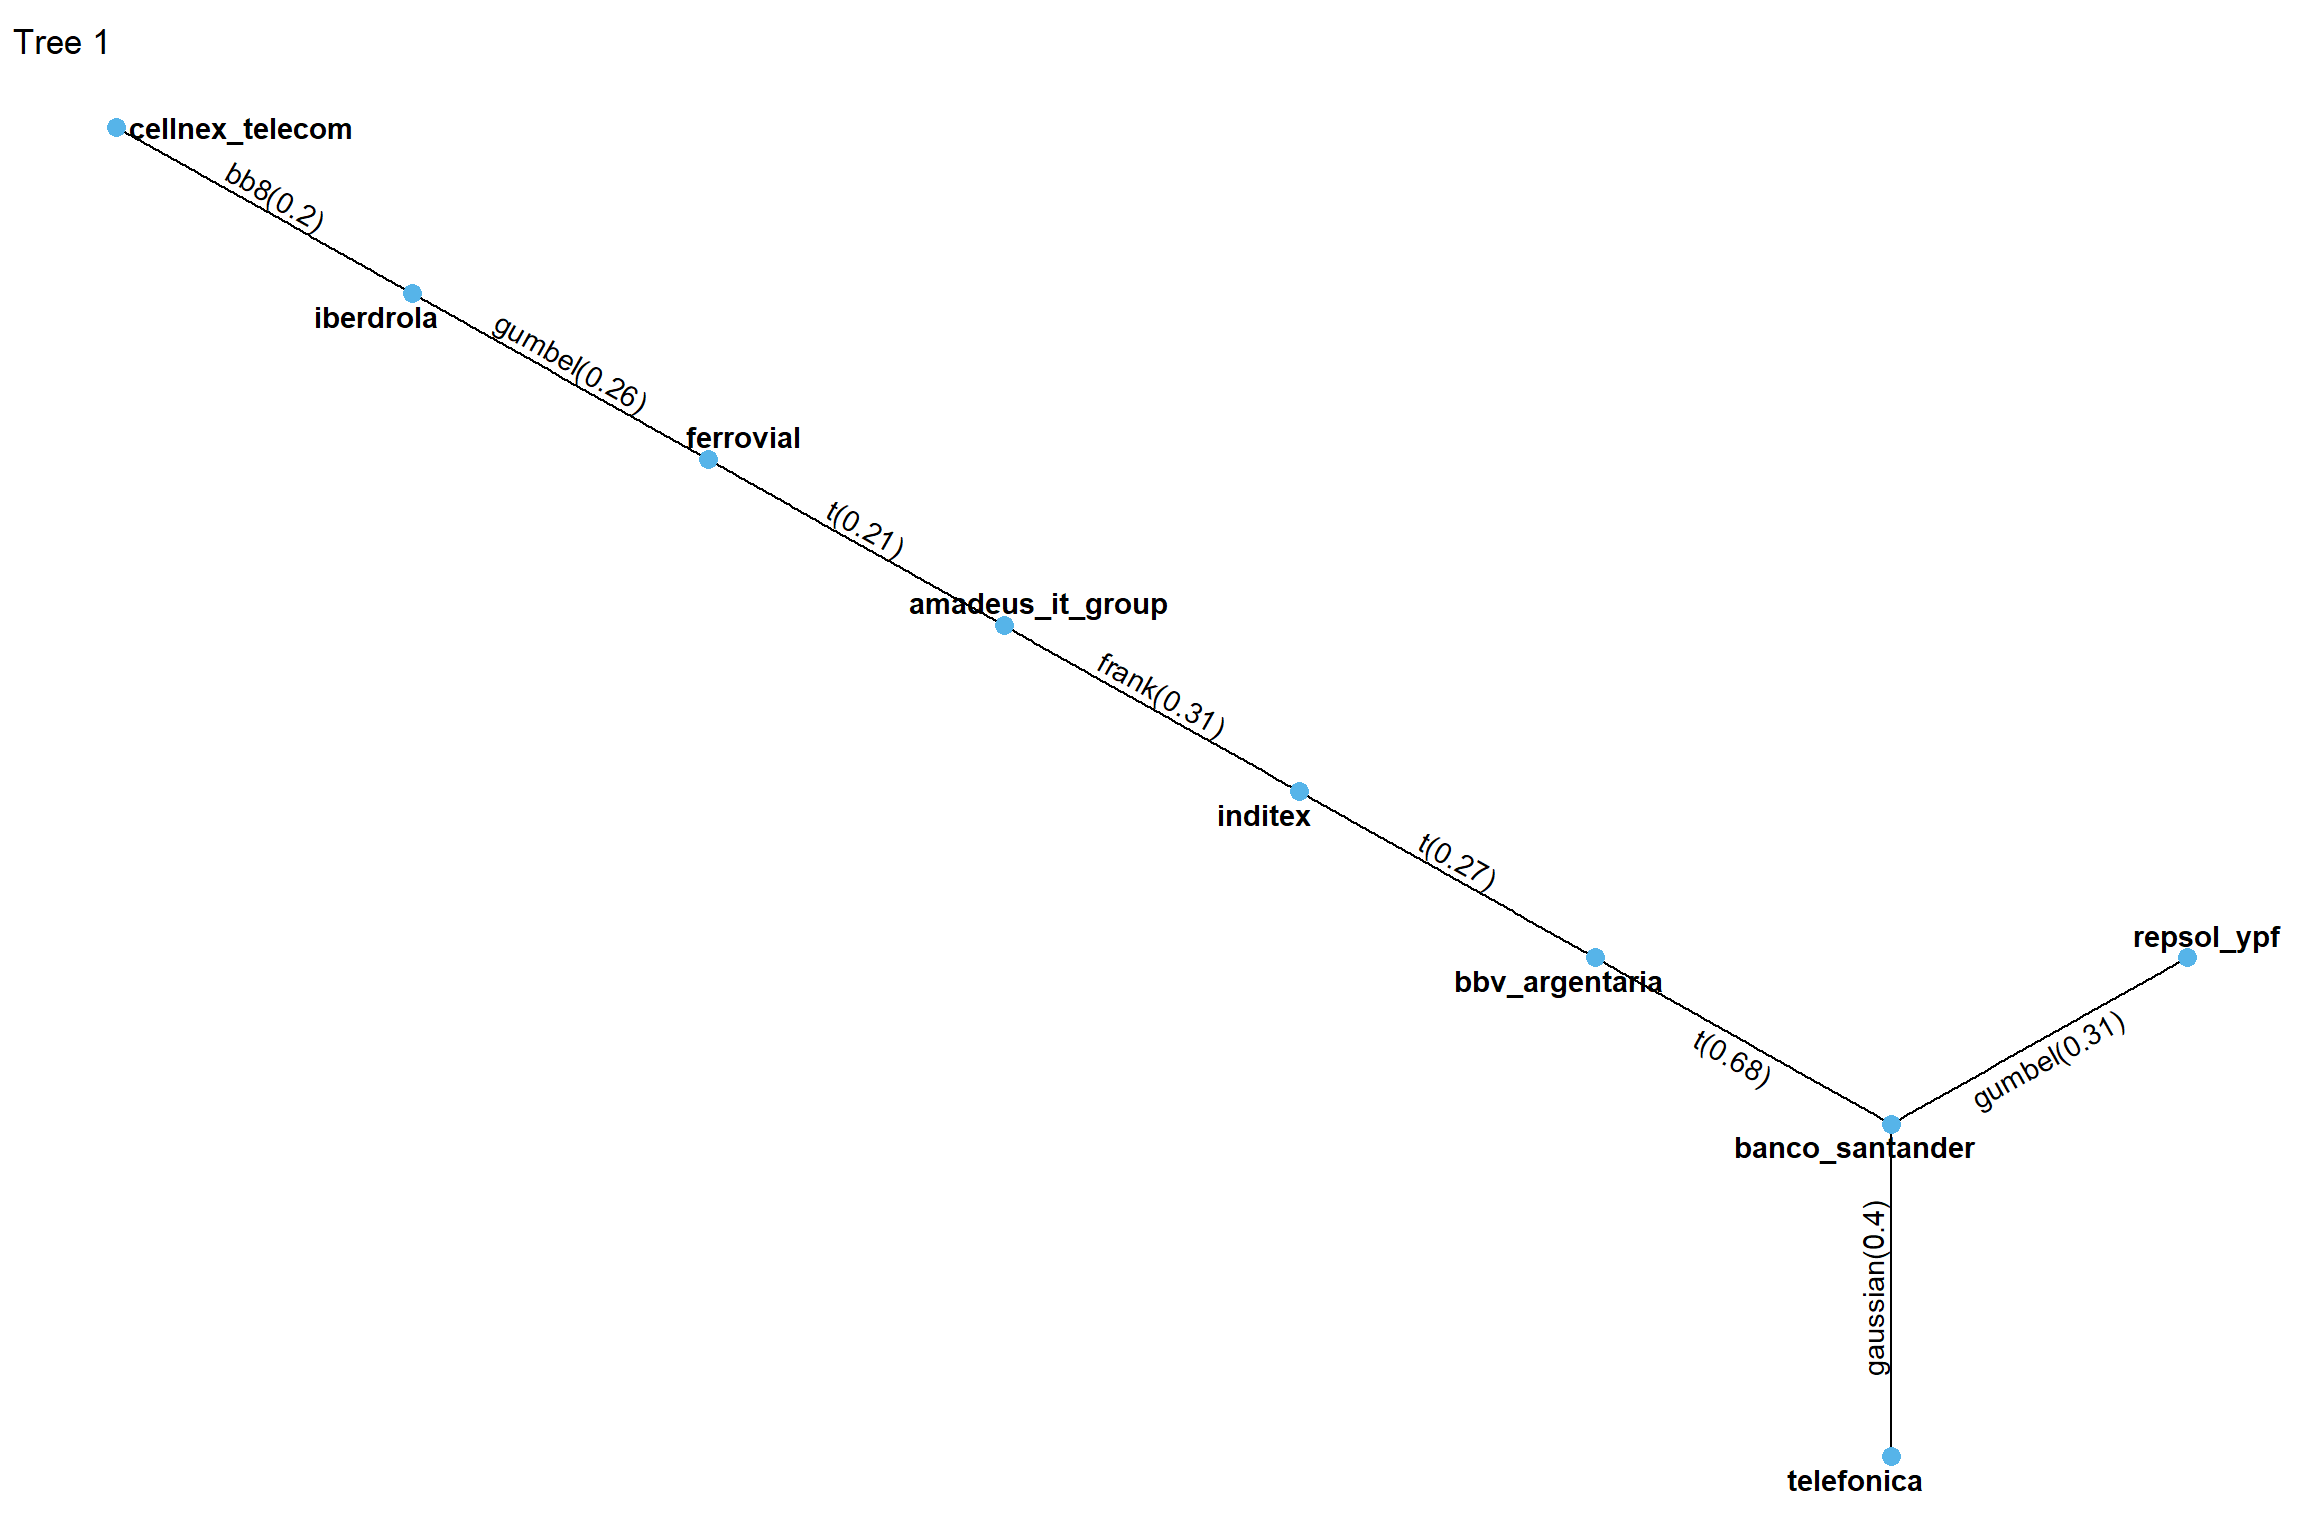 Tree 1
cellnex_telecom
bb8(0.2)
iberdrola
gumbel(0.26)
ferrovial
t(0.21)
amadeus_it_group
frank(0.31)
inditex
t(0.27)
repsol_ypf
bbv_argentaria
t(0.68)
gumbel(0.31)
banco_santander
gaussian(0.4)
telefonica